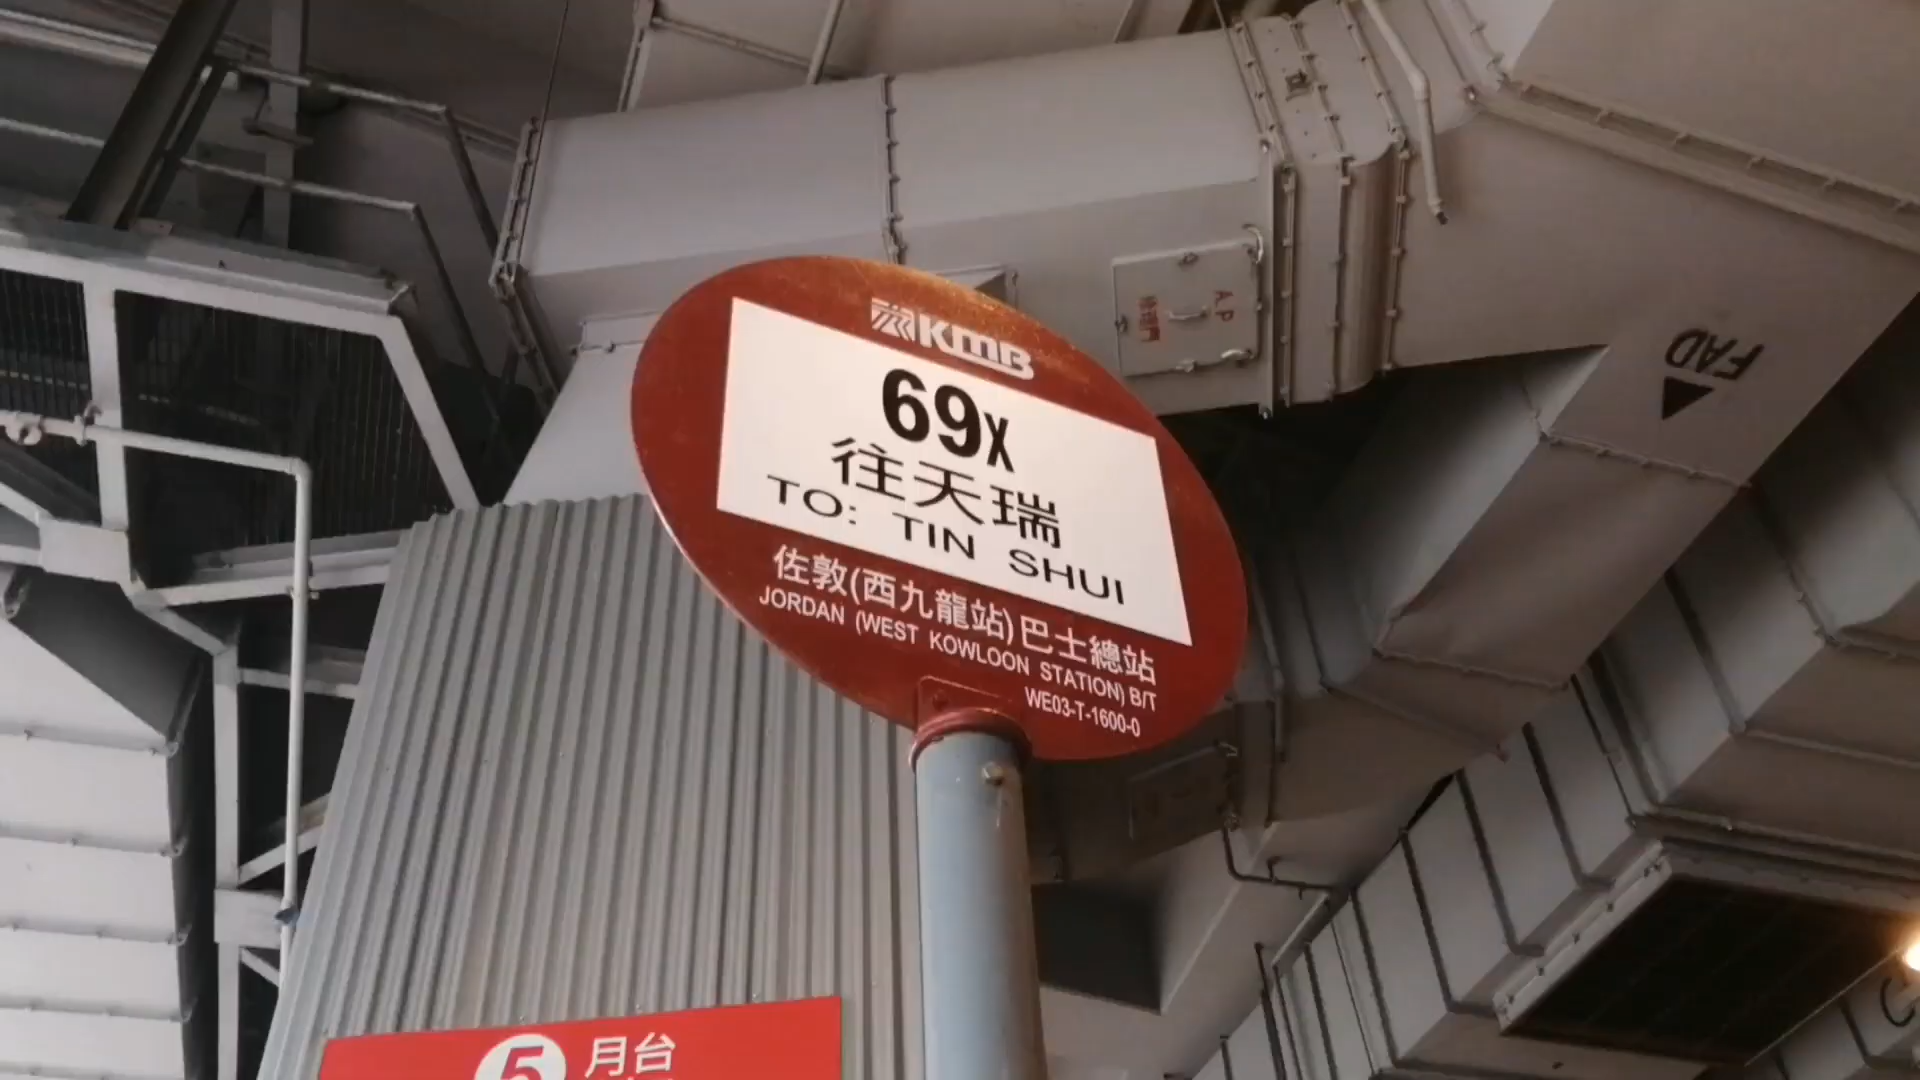 KMB
69X
往天瑞
TO: TIN SHUI
佐敦(西九龍站)巴士總站
JORDAN (WEST KOWLOON STATION) B/T
WE03-T-1600-0
A.P
FAD
5 月台